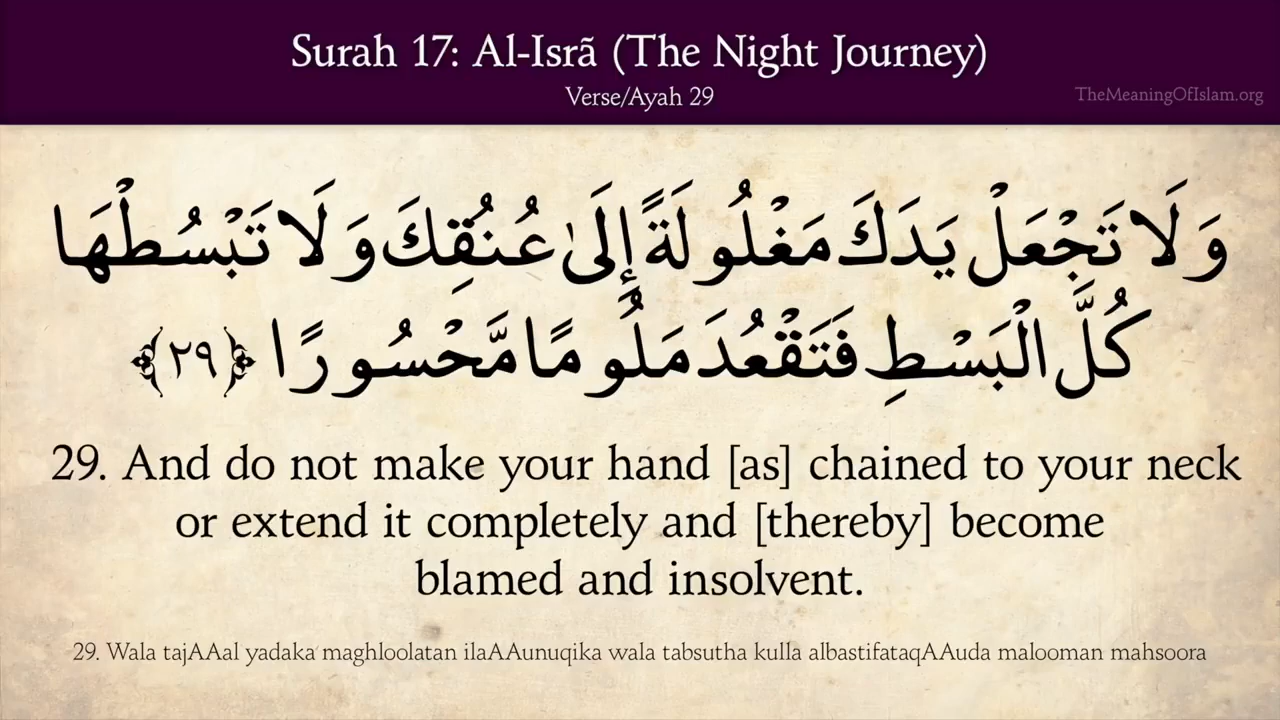 Surah 17: Al-Isrã (The Night Journey)
Verse/Ayah 29
TheMeaningOfIslam.org
وَلَا تَجْعَلْ يَدَكَ مَغْلُولَةً إِلَىٰ عُنُقِكَ وَلَا تَبْسُطْهَا
كُلَّ الْبَسْطِ فَتَقْعُدَ مَلُومًا مَّحْسُورًا ﴿٢٩﴾
29. And do not make your hand [as] chained to your neck
or extend it completely and [thereby] become
blamed and insolvent.
29. Wala tajAAal yadaka maghloolatan ilaAAunuqika wala tabsutha kulla albastifataqAAuda malooman mahsoora